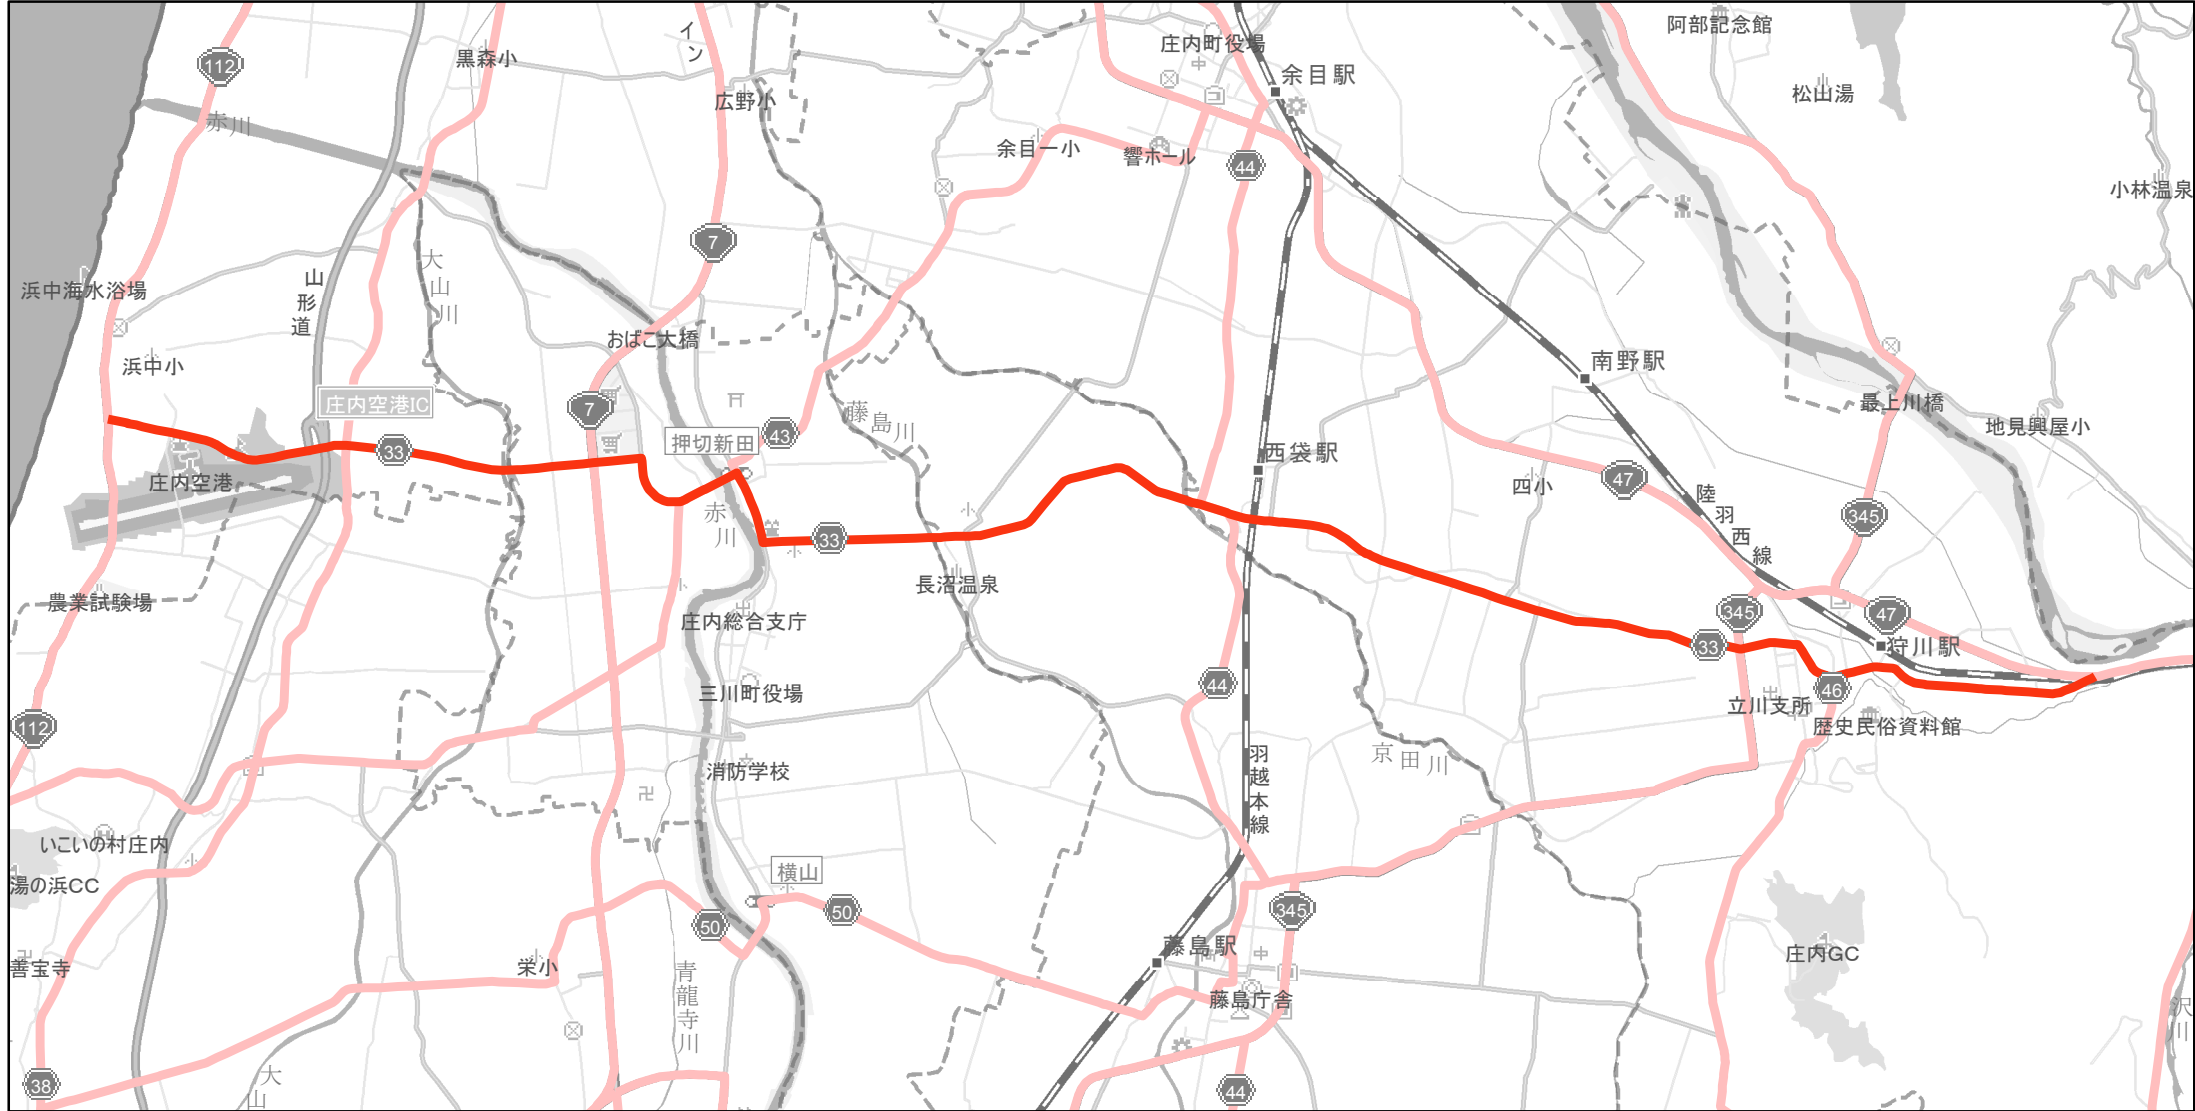 阿部記念館
イン
庄内町役場
黒森小
112
余目駅
松山湯
広野小
赤川
余目一小
響ホール
44
小林温泉
7
大山川
浜中海水浴場
山形道
おばこ大橋
南野駅
浜中小
庄内空港IC
7
最上川橋
藤島川
43
押切新田
地見興屋小
33
西袋駅
庄内空港
四小
47
陸羽西線
345
赤川
33
長沼温泉
農業試験場
庄内総合支庁
345
47
33
狩川駅
44
三川町役場
46
立川支所
112
歴史民俗資料館
京田川
羽越本線
消防学校
いこいの村庄内
横山
湯の浜CC
50
50
345
藤島駅
庄内GC
善宝寺
栄小
青龍寺川
藤島庁舎
沢川
38
大山
44